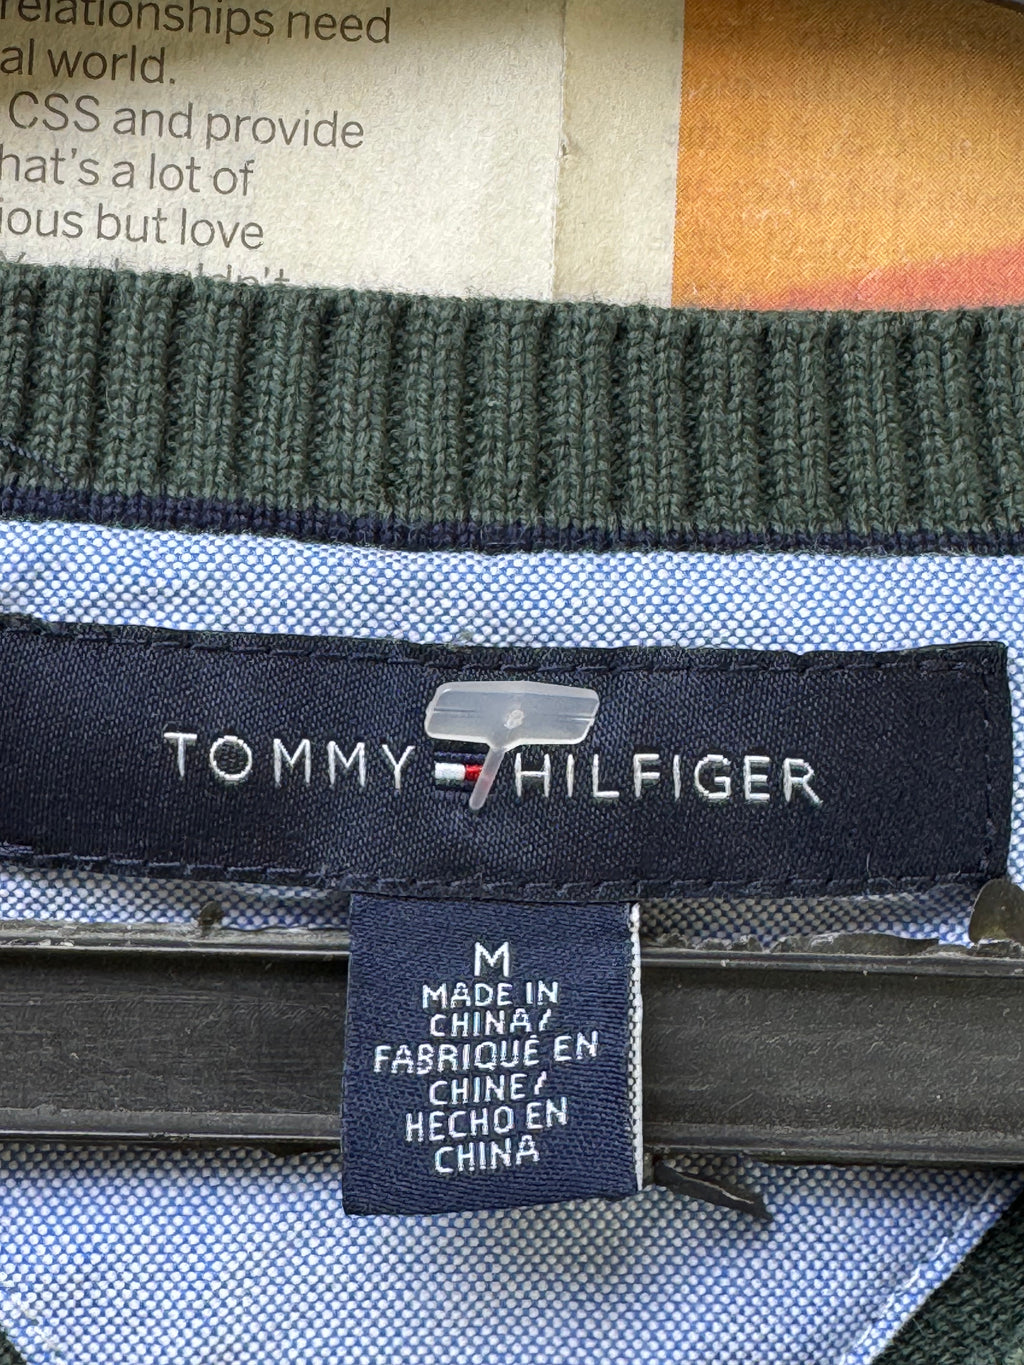 relationships need
al world.
CSS and provide
hat's a lot of
ious but love
TOMMY HILFIGER
M
MADE IN
CHINA/
FABRIQUÉ EN
CHINE/
HECHO EN
CHINA